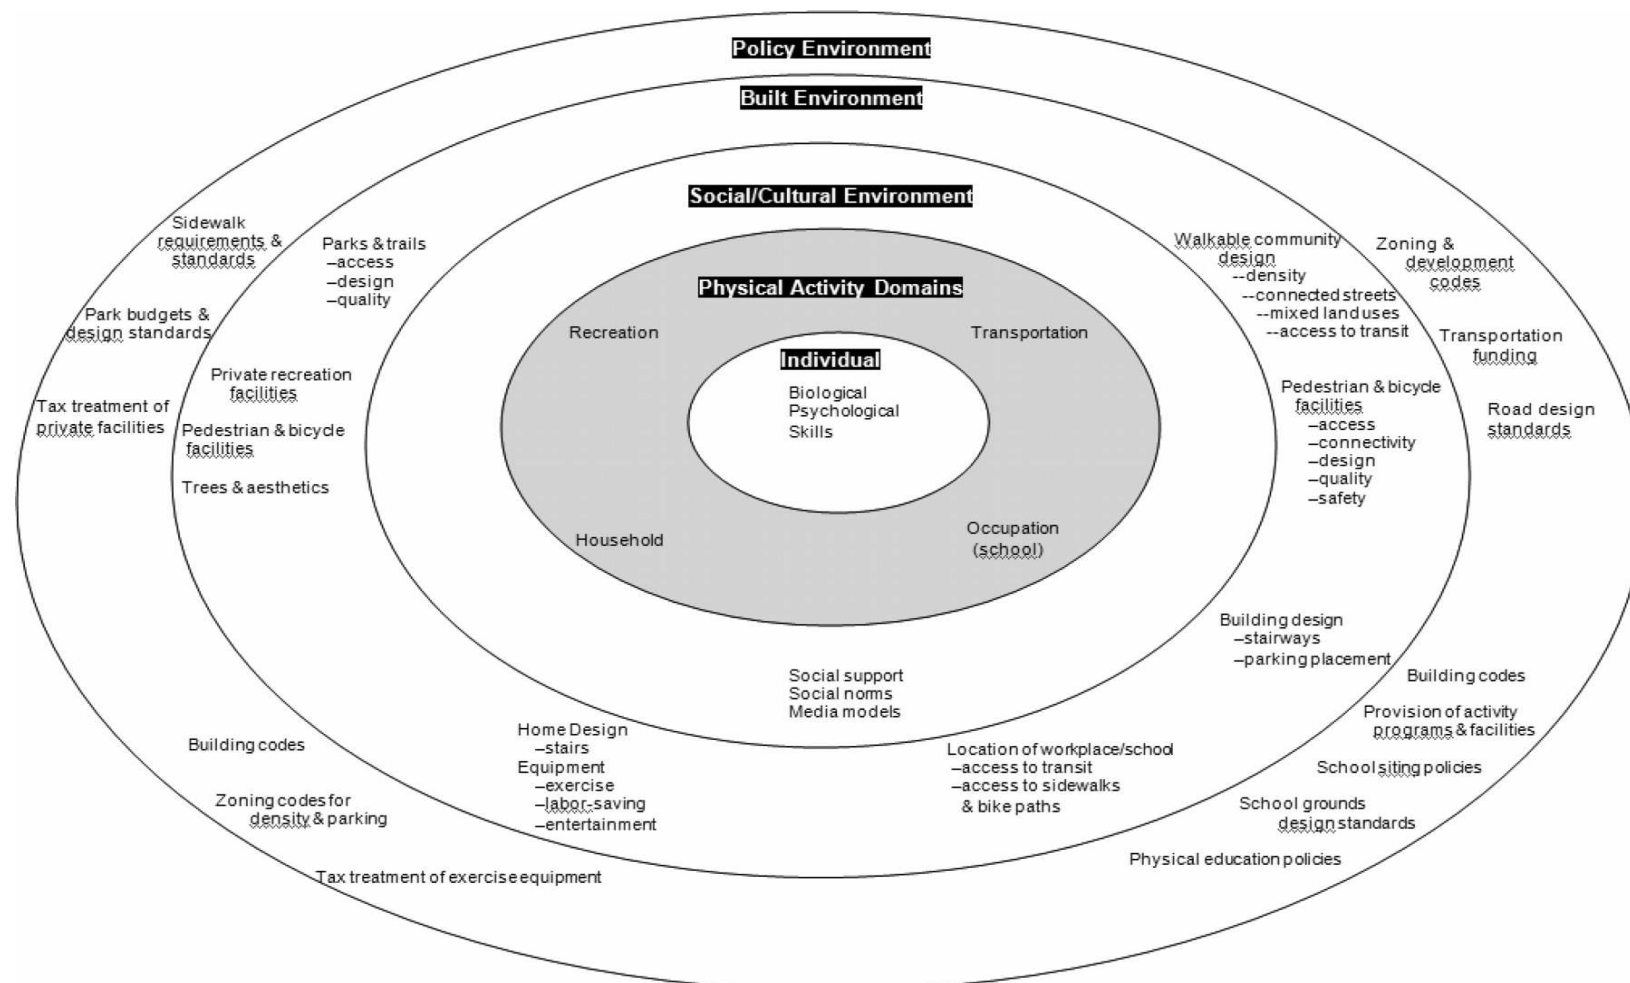 Policy Environment
Built Environment
Social/Cultural Environment
Physical Activity Domains
Recreation
Transportation
Individual
Biological
Psychological
Skills
Household
Occupation
(school)
Social support
Social norms
Media models
Parks & trails
–access
–design
–quality
Private recreation
facilities
Pedestrian & bicycle
facilities
Trees & aesthetics
Walkable community
design
--density
--connected streets
--mixed land uses
--access to transit
Pedestrian & bicycle
facilities
–access
–connectivity
–design
–quality
–safety
Building design
–stairways
–parking placement
Home Design
–stairs
Equipment
–exercise
–labor-saving
–entertainment
Location of workplace/school
–access to transit
–access to sidewalks
& bike paths
Sidewalk
requirements &
standards
Park budgets &
design standards
Tax treatment of
private facilities
Zoning &
development
codes
Transportation
funding
Road design
standards
Building codes
Zoning codes for
density & parking
Tax treatment of exercise equipment
Building codes
Provision of activity
programs & facilities
School siting policies
School grounds
design standards
Physical education policies